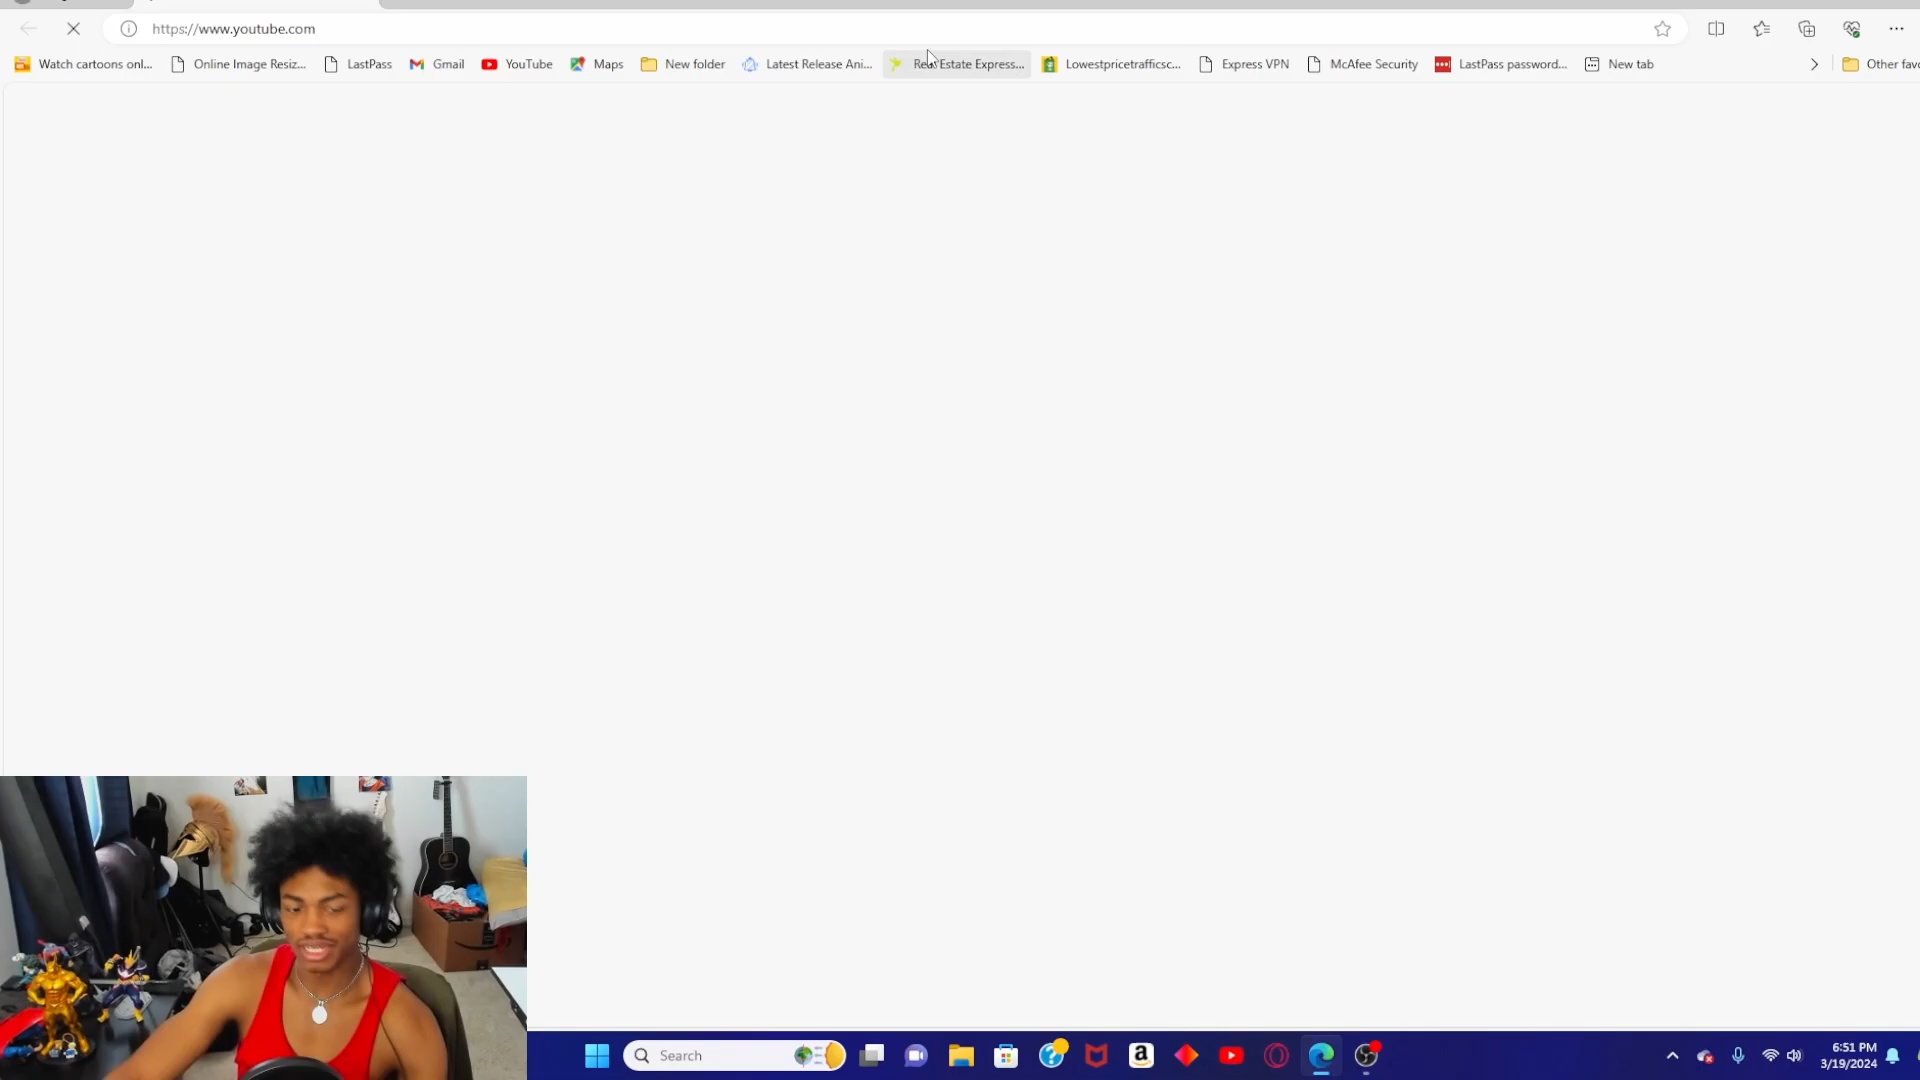 https://www.youtube.com
Watch cartoons onl... Online Image Resiz... LastPass Gmail YouTube Maps New folder Latest Release Ani... Real Estate Express... Lowestpricetrafficsc... Express VPN McAfee Security LastPass password... New tab Other favo
Search
6:51 PM
3/19/2024